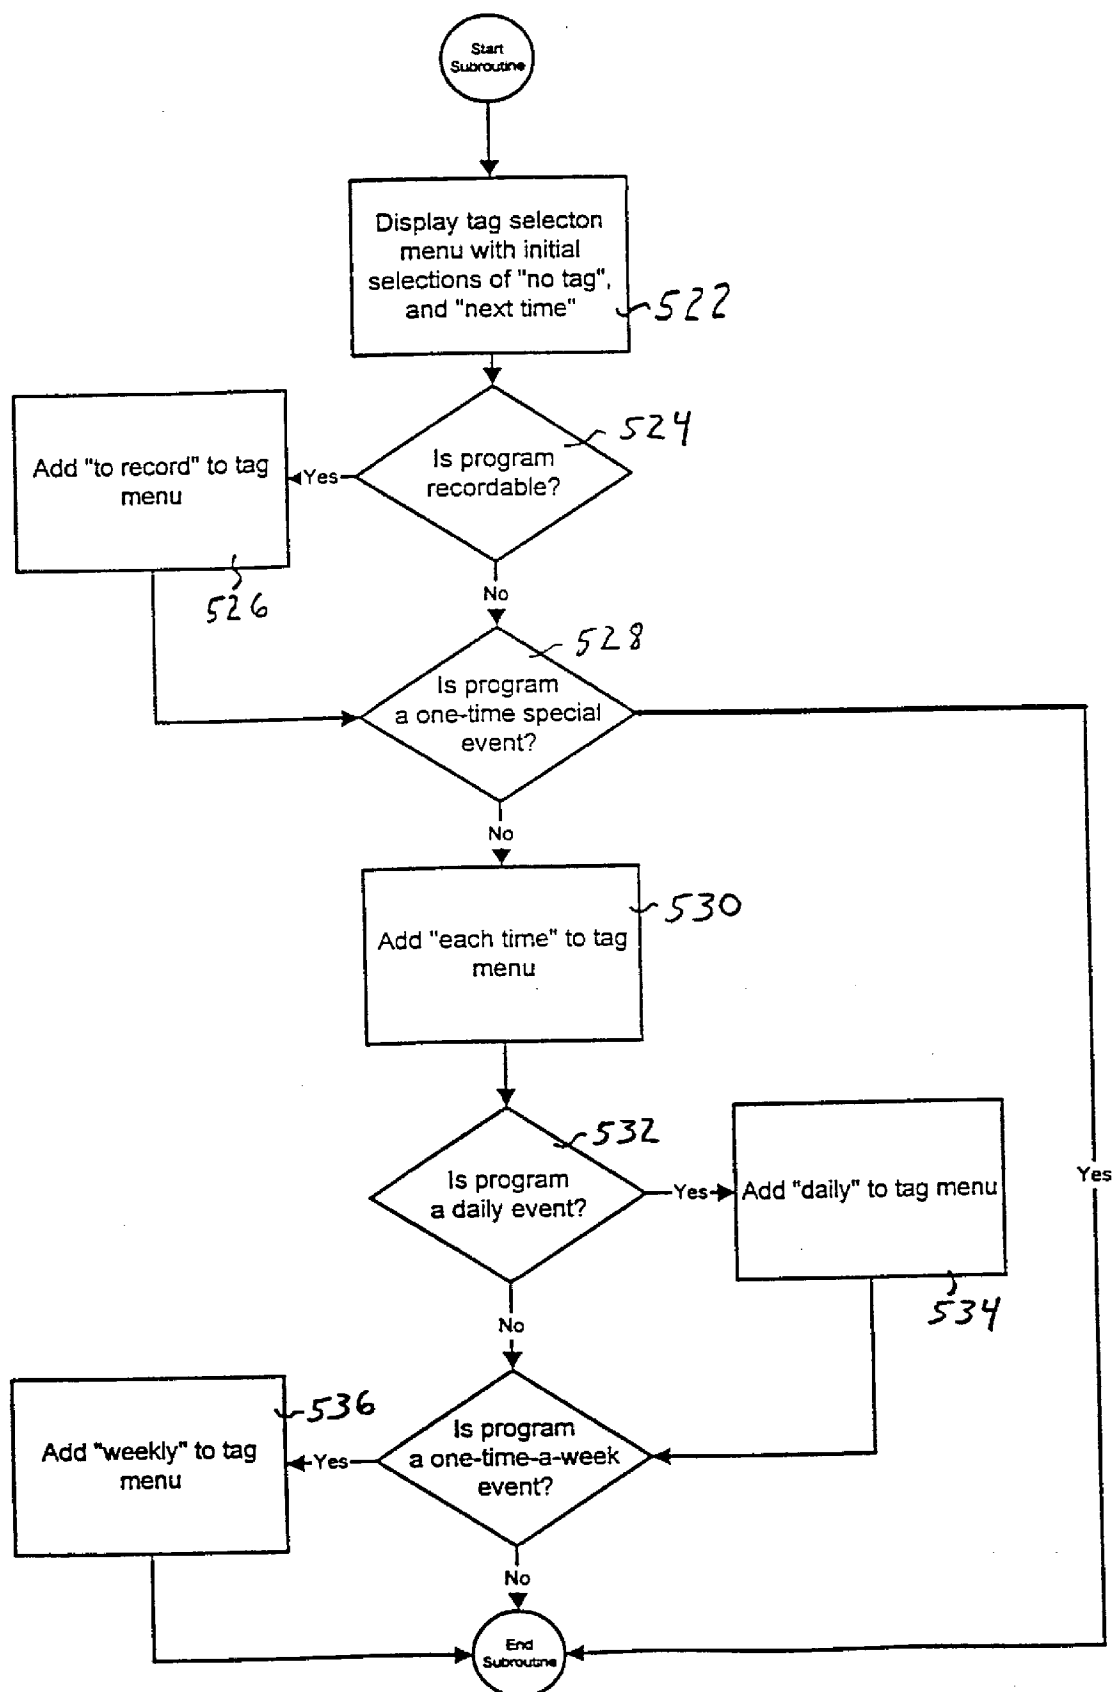 Start
Subroutine
Display tag selecton
menu with initial
selections of "no tag",
and "next time"
522
524
Is program
recordable?
Yes
Add "to record" to tag
menu
526
No
528
Is program
a one-time special
event?
No
530
Add "each time" to tag
menu
532
Is program
a daily event?
Yes
Add "daily" to tag menu
534
Yes
No
536
Is program
a one-time-a-week
event?
Yes
Add "weekly" to tag
menu
No
End
Subroutine